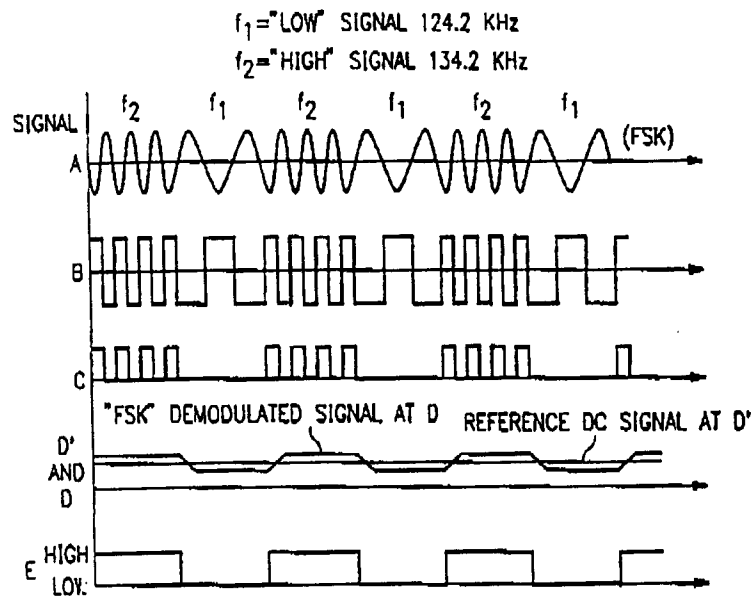 f₁="LOW" SIGNAL 124.2 KHz
f₂="HIGH" SIGNAL 134.2 KHz
f₂ f₁ f₂ f₁ f₂ f₁
SIGNAL
(FSK)
A
B
C
"FSK" DEMODULATED SIGNAL AT D
REFERENCE DC SIGNAL AT D'
D'
AND
D
HIGH
E
LOW.